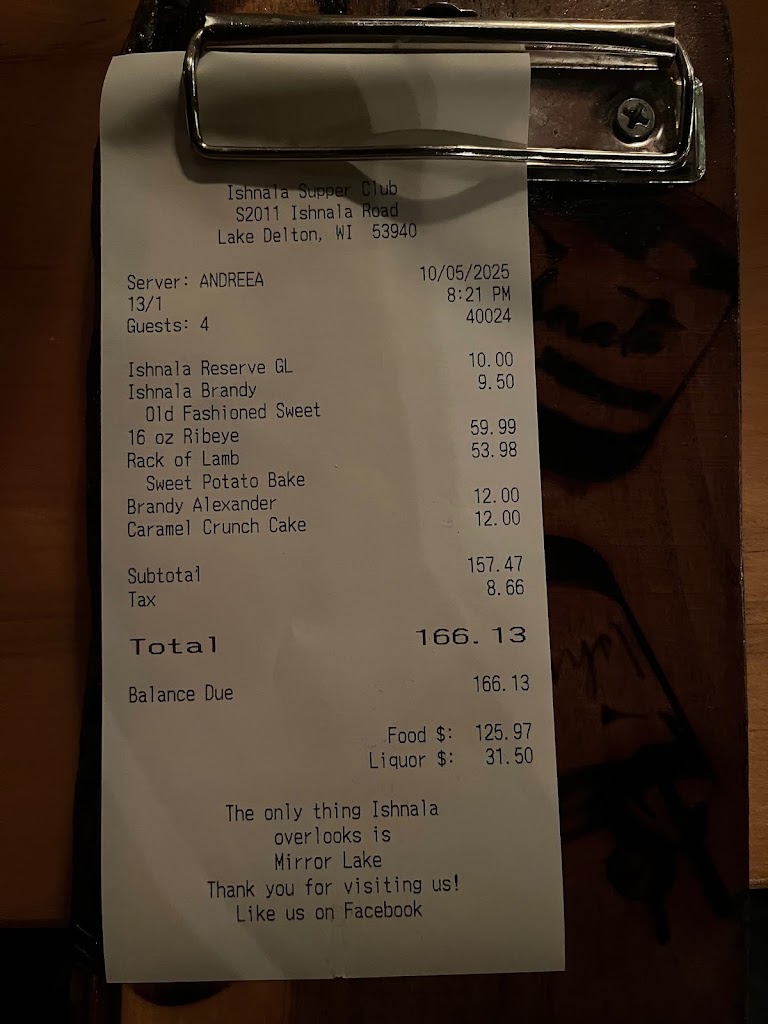 Ishnala Supper Club
S2011 Ishnala Road
Lake Delton, WI 53940
Server: ANDREEA 10/05/2025
13/1 8:21 PM
Guests: 4 40024
Ishnala Reserve GL 10.00
Ishnala Brandy 9.50
Old Fashioned Sweet
16 oz Ribeye 59.99
Rack of Lamb 53.98
Sweet Potato Bake
Brandy Alexander 12.00
Caramel Crunch Cake 12.00
Subtotal 157.47
Tax 8.66
Total 166.13
Balance Due 166.13
Food $: 125.97
Liquor $: 31.50
The only thing Ishnala
overlooks is
Mirror Lake
Thank you for visiting us!
Like us on Facebook